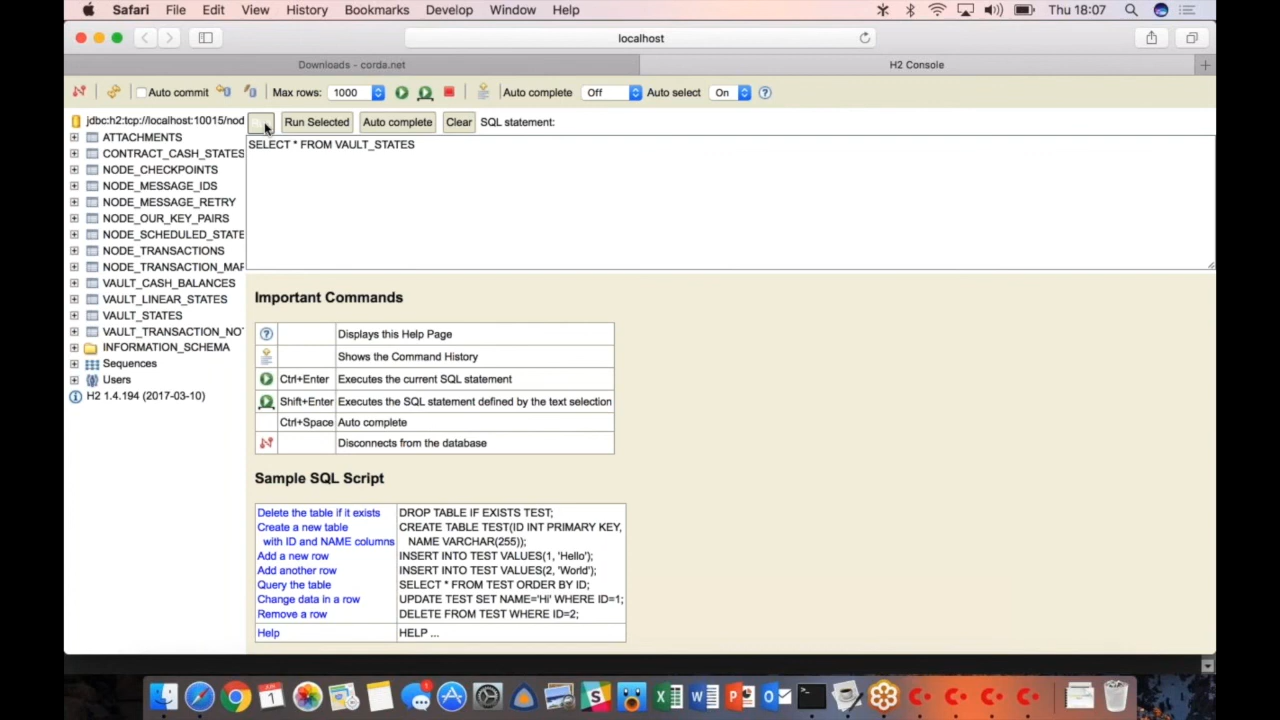 Safari File Edit View History Bookmarks Develop Window Help Thu 18:07
localhost
Downloads - corda.net H2 Console
Auto commit Max rows: 1000 Auto complete Off Auto select On
jdbc:h2:tcp://localhost:10015/nod
ATTACHMENTS
CONTRACT_CASH_STATES
NODE_CHECKPOINTS
NODE_MESSAGE_IDS
NODE_MESSAGE_RETRY
NODE_OUR_KEY_PAIRS
NODE_SCHEDULED_STATE
NODE_TRANSACTIONS
NODE_TRANSACTION_MAP
VAULT_CASH_BALANCES
VAULT_LINEAR_STATES
VAULT_STATES
VAULT_TRANSACTION_NOT
INFORMATION_SCHEMA
Sequences
Users
H2 1.4.194 (2017-03-10)
Run Selected Auto complete Clear SQL statement:
SELECT * FROM VAULT_STATES
Important Commands
Displays this Help Page
Shows the Command History
Ctrl+Enter Executes the current SQL statement
Shift+Enter Executes the SQL statement defined by the text selection
Ctrl+Space Auto complete
Disconnects from the database
Sample SQL Script
Delete the table if it exists DROP TABLE IF EXISTS TEST;
Create a new table CREATE TABLE TEST(ID INT PRIMARY KEY,
with ID and NAME columns NAME VARCHAR(255));
Add a new row INSERT INTO TEST VALUES(1, 'Hello');
Add another row INSERT INTO TEST VALUES(2, 'World');
Query the table SELECT * FROM TEST ORDER BY ID;
Change data in a row UPDATE TEST SET NAME='Hi' WHERE ID=1;
Remove a row DELETE FROM TEST WHERE ID=2;
Help HELP ...